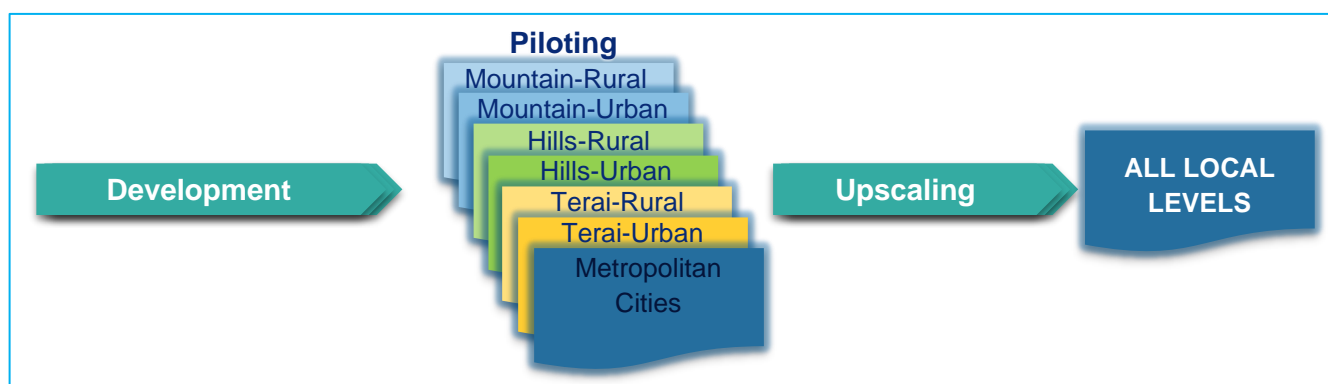 Piloting
Mountain-Rural
Mountain-Urban
Hills-Rural
Hills-Urban
Terai-Rural
Terai-Urban
Metropolitan
Cities
Development
Upscaling
ALL LOCAL
LEVELS